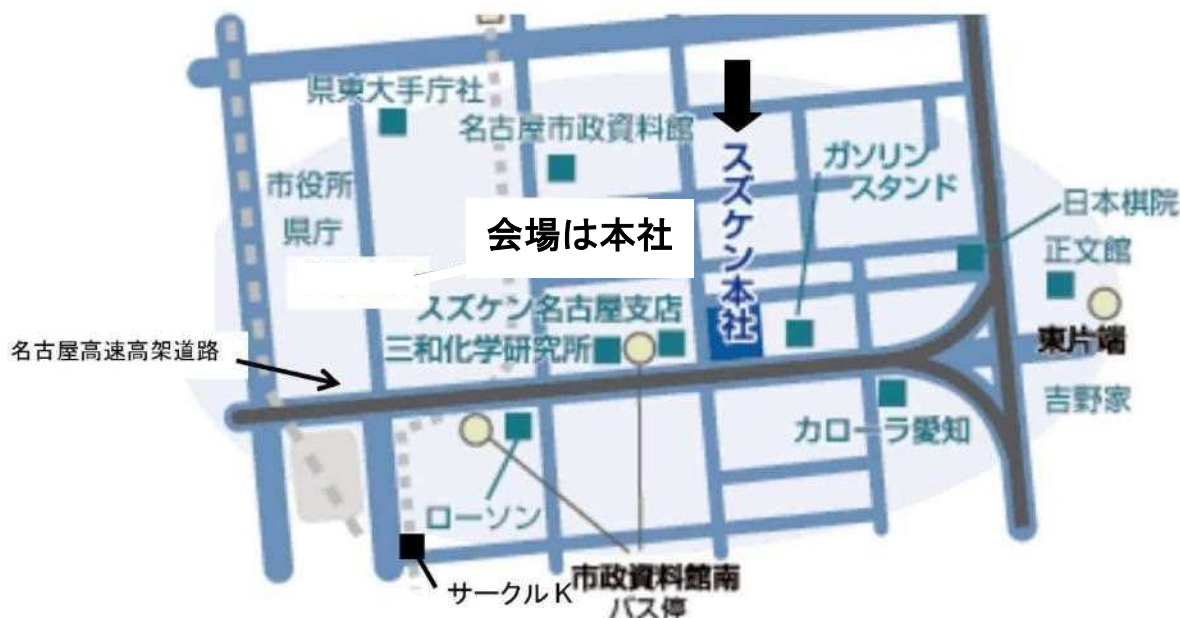 県東大手庁社
名古屋市政資料館
スズケン本社
ガソリン
スタンド
市役所
県庁
日本棋院
会場は本社
正文館
スズケン名古屋支店
東片端
名古屋高速高架道路
三和化学研究所
吉野家
カローラ愛知
ローソン
市政資料館南
バス停
サークルK